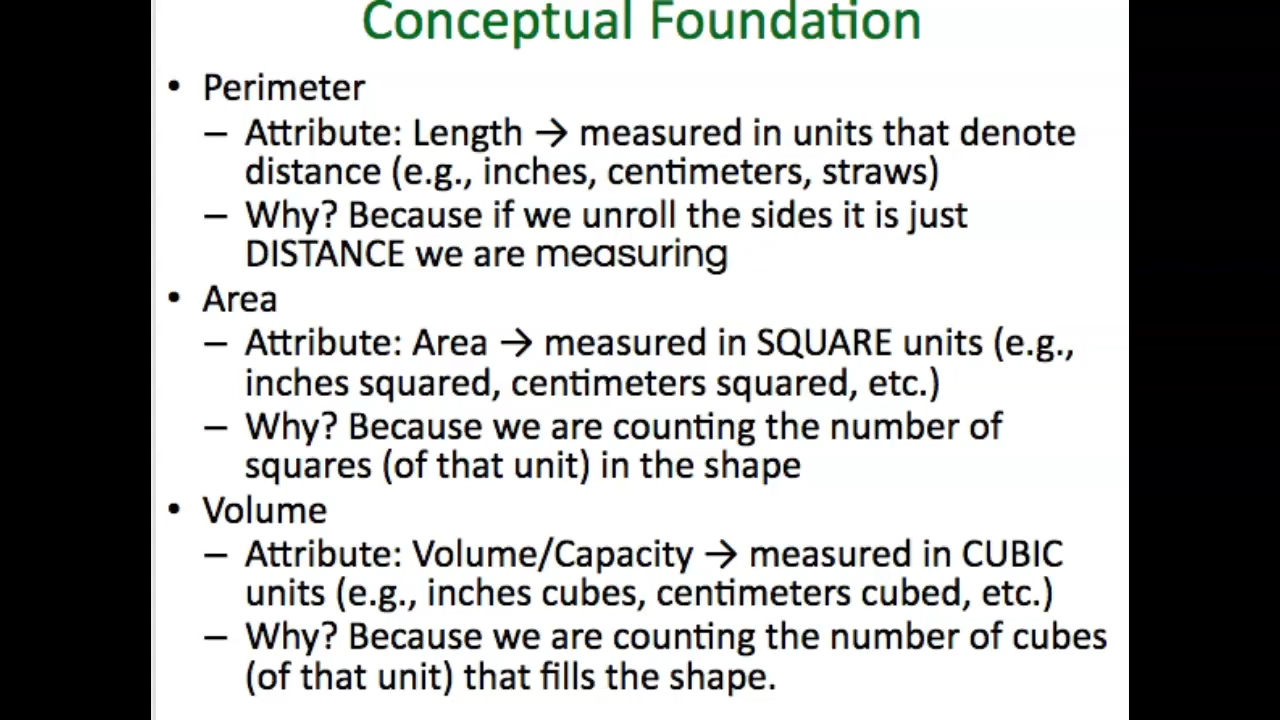 Conceptual Foundation
• Perimeter
– Attribute: Length → measured in units that denote
distance (e.g., inches, centimeters, straws)
– Why? Because if we unroll the sides it is just
DISTANCE we are measuring
• Area
– Attribute: Area → measured in SQUARE units (e.g.,
inches squared, centimeters squared, etc.)
– Why? Because we are counting the number of
squares (of that unit) in the shape
• Volume
– Attribute: Volume/Capacity → measured in CUBIC
units (e.g., inches cubes, centimeters cubed, etc.)
– Why? Because we are counting the number of cubes
(of that unit) that fills the shape.